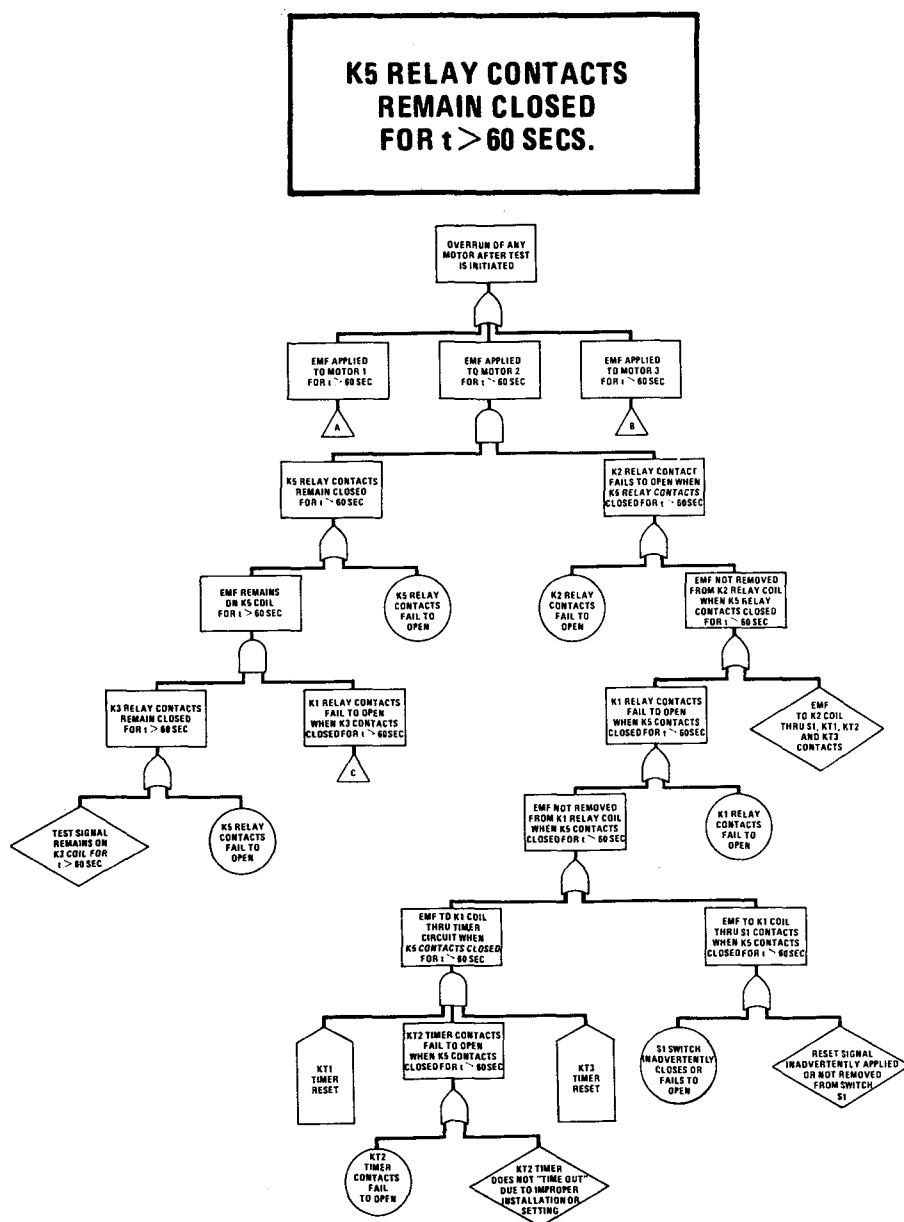 K5 RELAY CONTACTS
REMAIN CLOSED
FOR t > 60 SECS.
OVERRUN OF ANY
MOTOR AFTER TEST
IS INITIATED
EMF APPLIED
TO MOTOR 1
FOR t > 60 SEC
EMF APPLIED
TO MOTOR 2
FOR t > 60 SEC
EMF APPLIED
TO MOTOR 3
FOR t > 60 SEC
A
B
K5 RELAY CONTACTS
REMAIN CLOSED
FOR t > 60 SEC
K2 RELAY CONTACT
FAILS TO OPEN WHEN
K5 RELAY CONTACTS
CLOSED FOR t > 60 SEC
EMF REMAINS
ON K5 COIL
FOR t > 60 SEC
K5 RELAY
CONTACTS
FAIL TO
OPEN
K2 RELAY
CONTACTS
FAIL TO
OPEN
EMF NOT REMOVED
FROM K2 RELAY COIL
WHEN K5 RELAY
CONTACTS CLOSED
FOR t > 60 SEC
K3 RELAY CONTACTS
REMAIN CLOSED
FOR t > 60 SEC
K1 RELAY CONTACTS
FAIL TO OPEN
WHEN K3 CONTACTS
CLOSED FOR t > 60 SEC
C
K1 RELAY CONTACTS
FAIL TO OPEN
WHEN K5 CONTACTS
CLOSED FOR t > 60 SEC
EMF
TO K2 COIL
THRU S1, KT1, KT2
AND KT3
CONTACTS
TEST SIGNAL
REMAINS ON
K3 COIL FOR
t > 60 SEC
K5 RELAY
CONTACTS
FAIL TO
OPEN
EMF NOT REMOVED
FROM K1 RELAY COIL
WHEN K5 CONTACTS
CLOSED FOR t > 60 SEC
K1 RELAY
CONTACTS
FAIL TO
OPEN
EMF TO K1 COIL
THRU TIMER
CIRCUIT WHEN
K5 CONTACTS CLOSED
FOR t > 60 SEC
EMF TO K1 COIL
THRU S1 CONTACTS
WHEN K5 CONTACTS
CLOSED FOR t > 60 SEC
KT1
TIMER
RESET
KT2 TIMER CONTACTS
FAIL TO OPEN
WHEN K5 CONTACTS
CLOSED FOR t > 60 SEC
KT3
TIMER
RESET
S1 SWITCH
INADVERTENTLY
CLOSES OR
FAILS TO
OPEN
RESET SIGNAL
INADVERTENTLY APPLIED
OR NOT REMOVED
FROM SWITCH
S1
KT2
TIMER
CONTACTS
FAIL
TO OPEN
KT2 TIMER
DOES NOT "TIME OUT"
DUE TO IMPROPER
INSTALLATION OR
SETTING